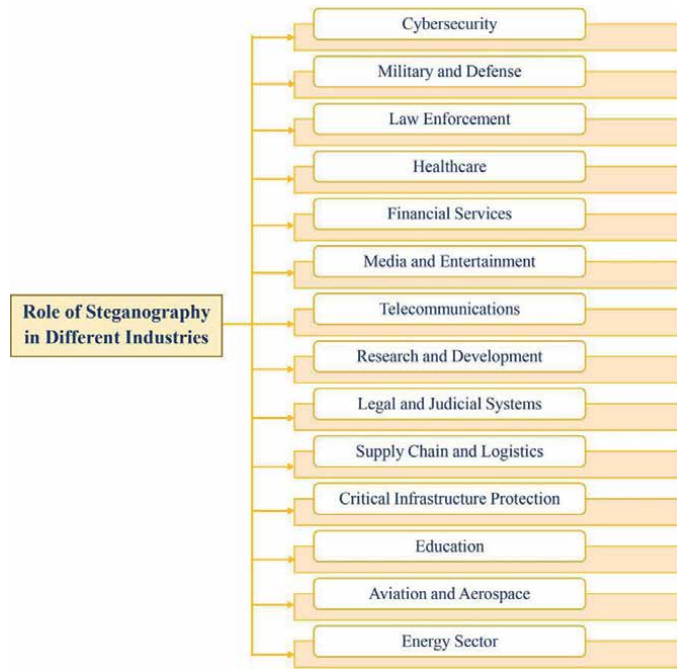 Cybersecurity
Military and Defense
Law Enforcement
Healthcare
Financial Services
Media and Entertainment
Role of Steganography
in Different Industries
Telecommunications
Research and Development
Legal and Judicial Systems
Supply Chain and Logistics
Critical Infrastructure Protection
Education
Aviation and Aerospace
Energy Sector